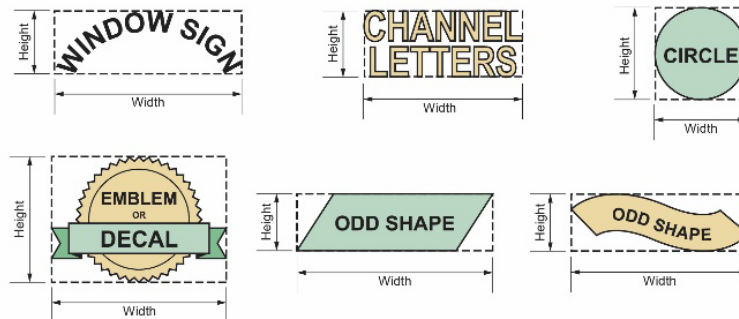 Height
WINDOW SIGN
Width
Height
CHANNEL
LETTERS
Width
Height
CIRCLE
Width
Height
EMBLEM
OR
DECAL
Width
Height
ODD SHAPE
Width
Height
ODD SHAPE
Width